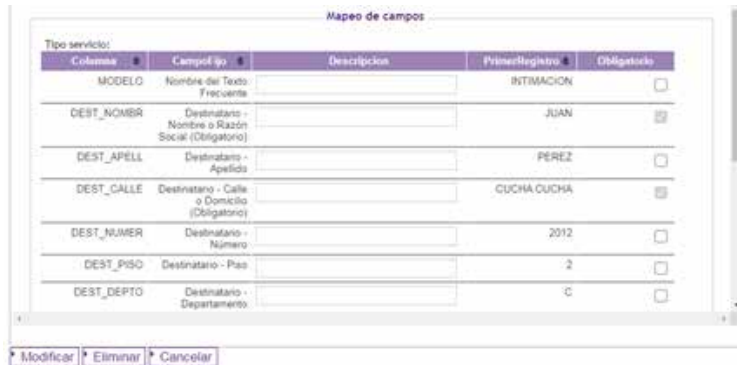 Mapeo de campos
Tipo servicio:
Columna CampoFijo Descripcion PrimerRegistro Obligatorio
MODELO Nombre del Texto INTIMACION
Frecuente
DEST_NOMBR Destinatario - JUAN
Nombre o Razón
Social (Obligatorio)
DEST_APELL Destinatario - PEREZ
Apellido
DEST_CALLE Destinatario - Calle CUCHA CUCHA
o Domicilio
(Obligatorio)
DEST_NUMER Destinatario - 2012
Número
DEST_PISO Destinatario - Piso 2
DEST_DEPTO Destinatario - C
Departamento
Modificar Eliminar Cancelar